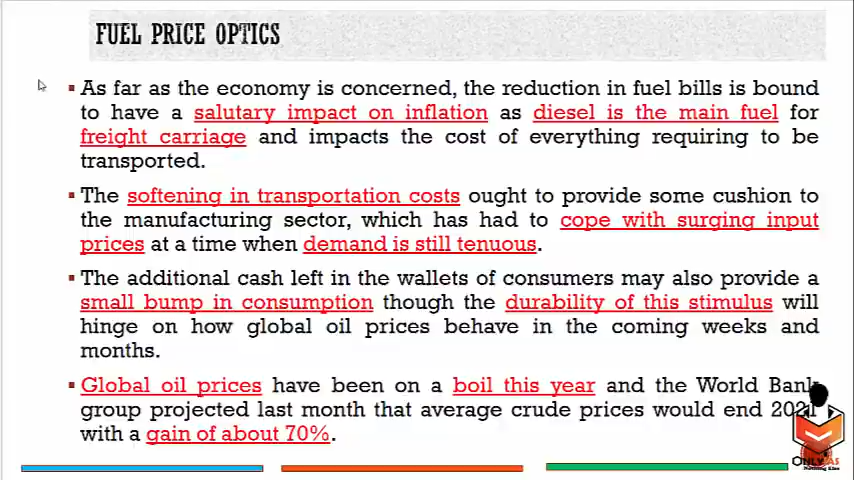 FUEL PRICE OPTICS
▪ As far as the economy is concerned, the reduction in fuel bills is bound
to have a salutary impact on inflation as diesel is the main fuel for
freight carriage and impacts the cost of everything requiring to be
transported.
▪ The softening in transportation costs ought to provide some cushion to
the manufacturing sector, which has had to cope with surging input
prices at a time when demand is still tenuous.
▪ The additional cash left in the wallets of consumers may also provide a
small bump in consumption though the durability of this stimulus will
hinge on how global oil prices behave in the coming weeks and
months.
▪ Global oil prices have been on a boil this year and the World Bank
group projected last month that average crude prices would end 2021
with a gain of about 70%.
ONLY IAS
Nothing Else